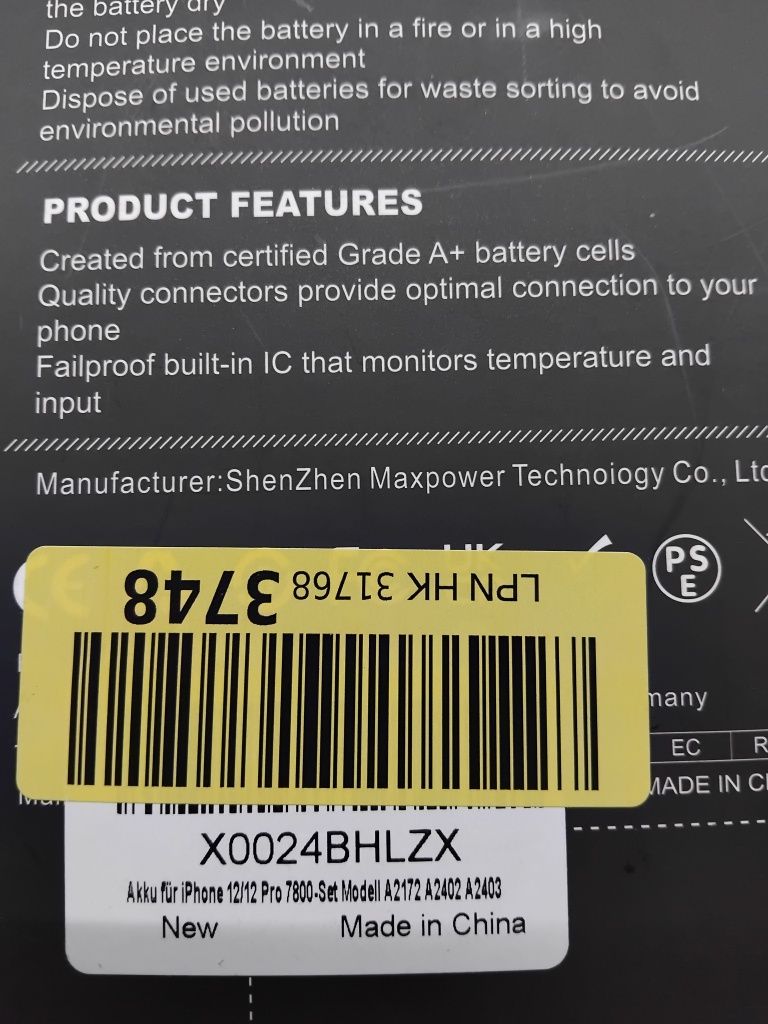 the battery dry
Do not place the battery in a fire or in a high
temperature environment
Dispose of used batteries for waste sorting to avoid
environmental pollution
PRODUCT FEATURES
Created from certified Grade A+ battery cells
Quality connectors provide optimal connection to your
phone
Failproof built-in IC that monitors temperature and
input
Manufacturer:ShenZhen Maxpower Technoiogy Co., Ltd
CE
PS
E
LPN HK 31768 3748
many
EC R
MADE IN
X0024BHLZX
Akku für iPhone 12/12 Pro 7800-Set Modell A2172 A2402 A2403
New Made in China